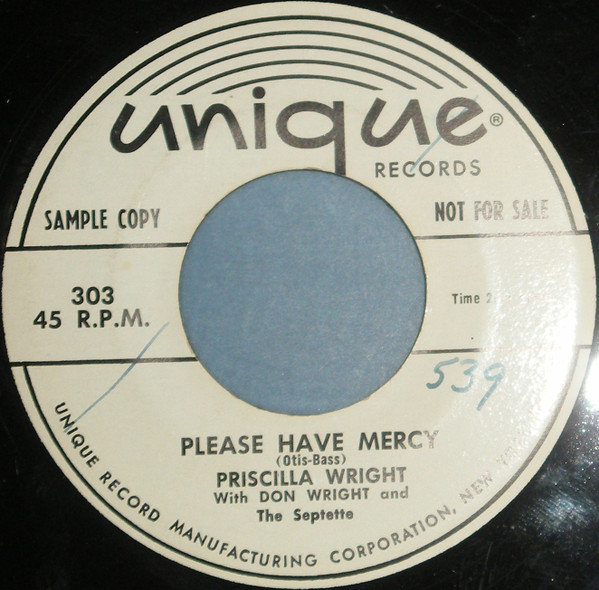 unique®
RECORDS
SAMPLE COPY
NOT FOR SALE
303
45 R.P.M.
Time 2
539
PLEASE HAVE MERCY
(Otis-Bass)
PRISCILLA WRIGHT
With DON WRIGHT and
The Septette
UNIQUE RECORD MANUFACTURING CORPORATION, NEW